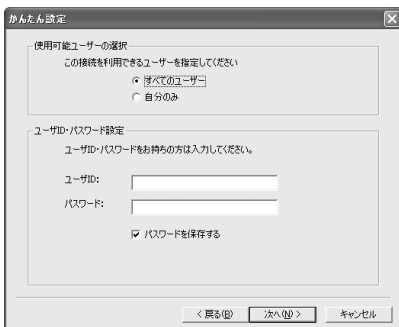 かんたん設定
使用可能ユーザーの選択
この接続を利用できるユーザーを指定してください
すべてのユーザー
自分のみ
ユーザID・パスワード設定
ユーザID・パスワードをお持ちの方は入力してください。
ユーザID:
パスワード:
パスワードを保存する
< 戻る(B) 次へ(N) > キャンセル